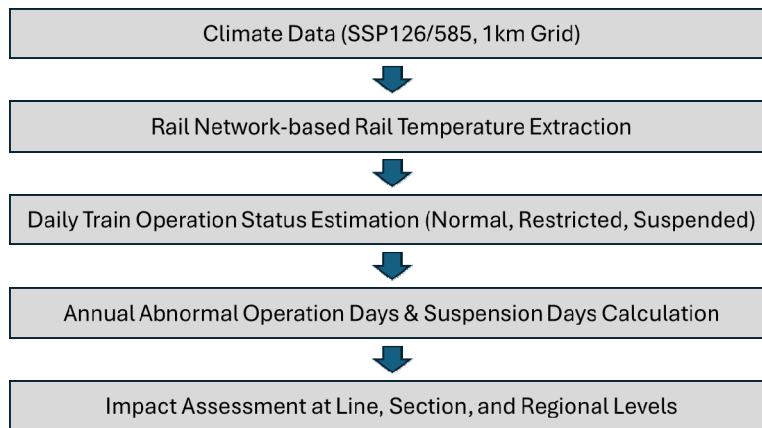 Climate Data (SSP126/585, 1km Grid)
Rail Network-based Rail Temperature Extraction
Daily Train Operation Status Estimation (Normal, Restricted, Suspended)
Annual Abnormal Operation Days & Suspension Days Calculation
Impact Assessment at Line, Section, and Regional Levels